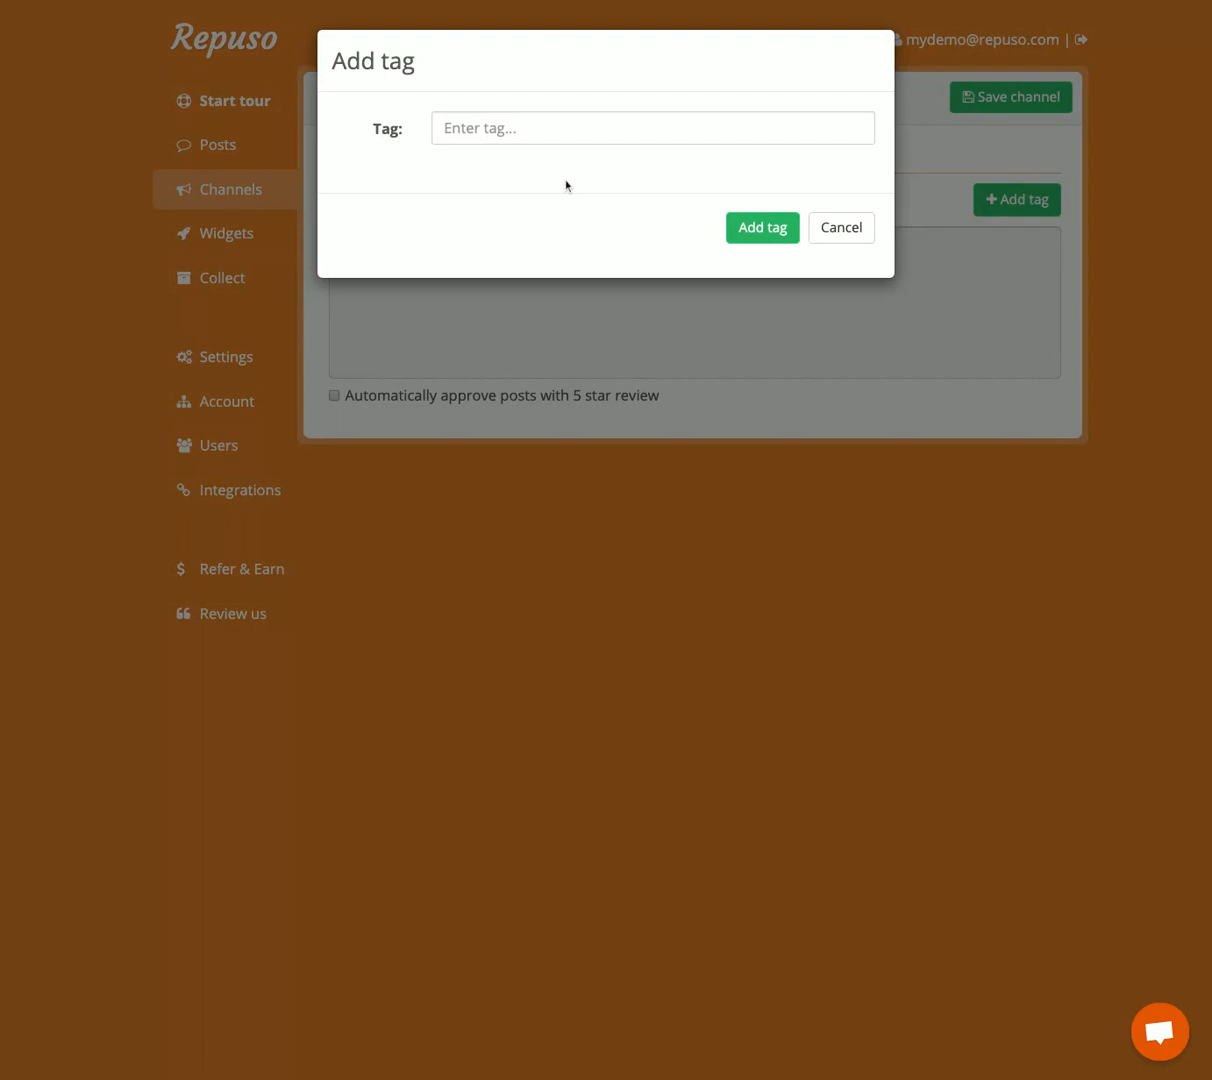 Repuso
mydemo@repuso.com |
Add tag
Tag:
Enter tag...
Add tag
Cancel
Save channel
Add tag
Automatically approve posts with 5 star review
Start tour
Posts
Channels
Widgets
Collect
Settings
Account
Users
Integrations
Refer & Earn
Review us